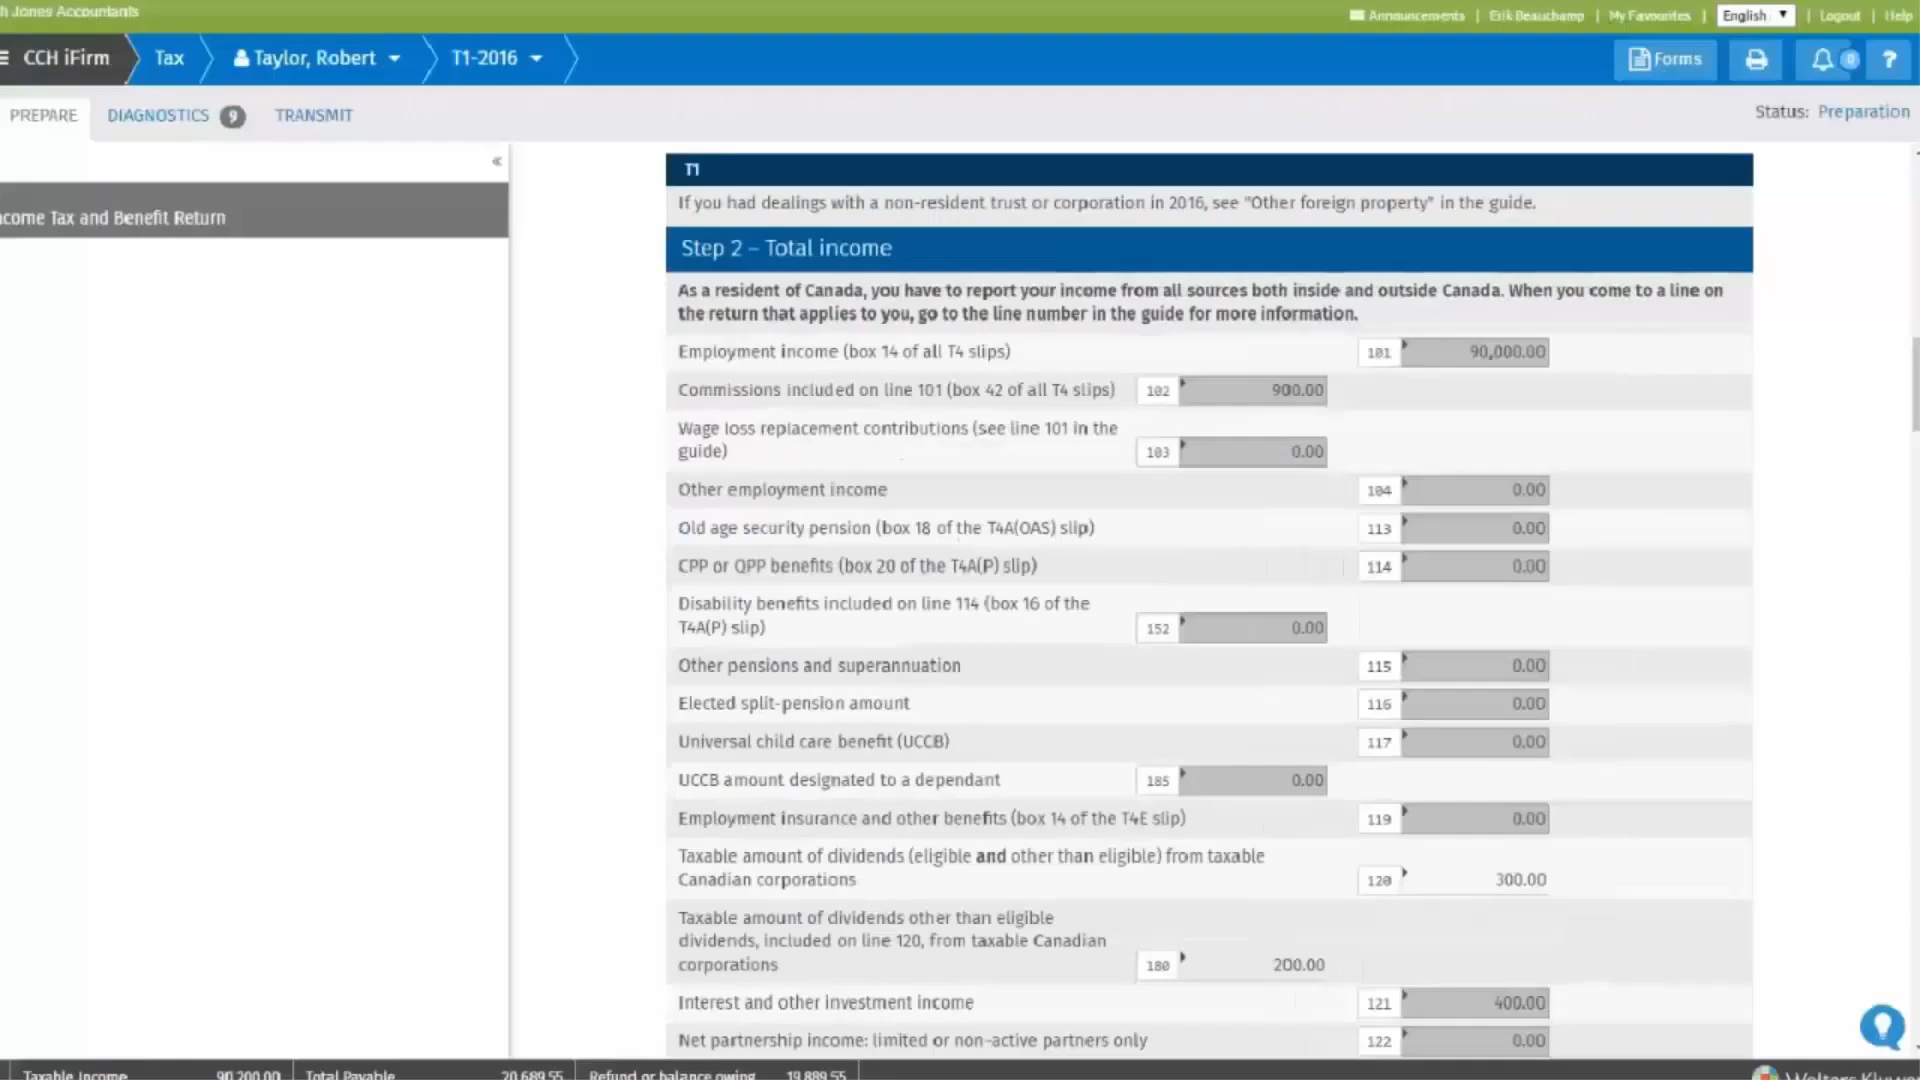 Jones Accountants
Announcements | Erik Beauchamp | My Favourites | English | Logout | Help
CCH iFirm Tax Taylor, Robert T1-2016 Forms 0 ?
PREPARE DIAGNOSTICS 9 TRANSMIT Status: Preparation
«
T1
If you had dealings with a non-resident trust or corporation in 2016, see "Other foreign property" in the guide.
ncome Tax and Benefit Return
Step 2 – Total income
As a resident of Canada, you have to report your income from all sources both inside and outside Canada. When you come to a line on
the return that applies to you, go to the line number in the guide for more information.
Employment income (box 14 of all T4 slips) 101 90,000.00
Commissions included on line 101 (box 42 of all T4 slips) 102 900.00
Wage loss replacement contributions (see line 101 in the
guide) 103 0.00
Other employment income 104 0.00
Old age security pension (box 18 of the T4A(OAS) slip) 113 0.00
CPP or QPP benefits (box 20 of the T4A(P) slip) 114 0.00
Disability benefits included on line 114 (box 16 of the
T4A(P) slip) 152 0.00
Other pensions and superannuation 115 0.00
Elected split-pension amount 116 0.00
Universal child care benefit (UCCB) 117 0.00
UCCB amount designated to a dependant 185 0.00
Employment insurance and other benefits (box 14 of the T4E slip) 119 0.00
Taxable amount of dividends (eligible and other than eligible) from taxable
Canadian corporations 120 300.00
Taxable amount of dividends other than eligible
dividends, included on line 120, from taxable Canadian
corporations 180 200.00
Interest and other investment income 121 400.00
Net partnership income: limited or non-active partners only 122 0.00
Taxable Income 90,200.00 Total Payable 20,689.55 Refund or balance owing 19,889.55 Wolters Kluwer